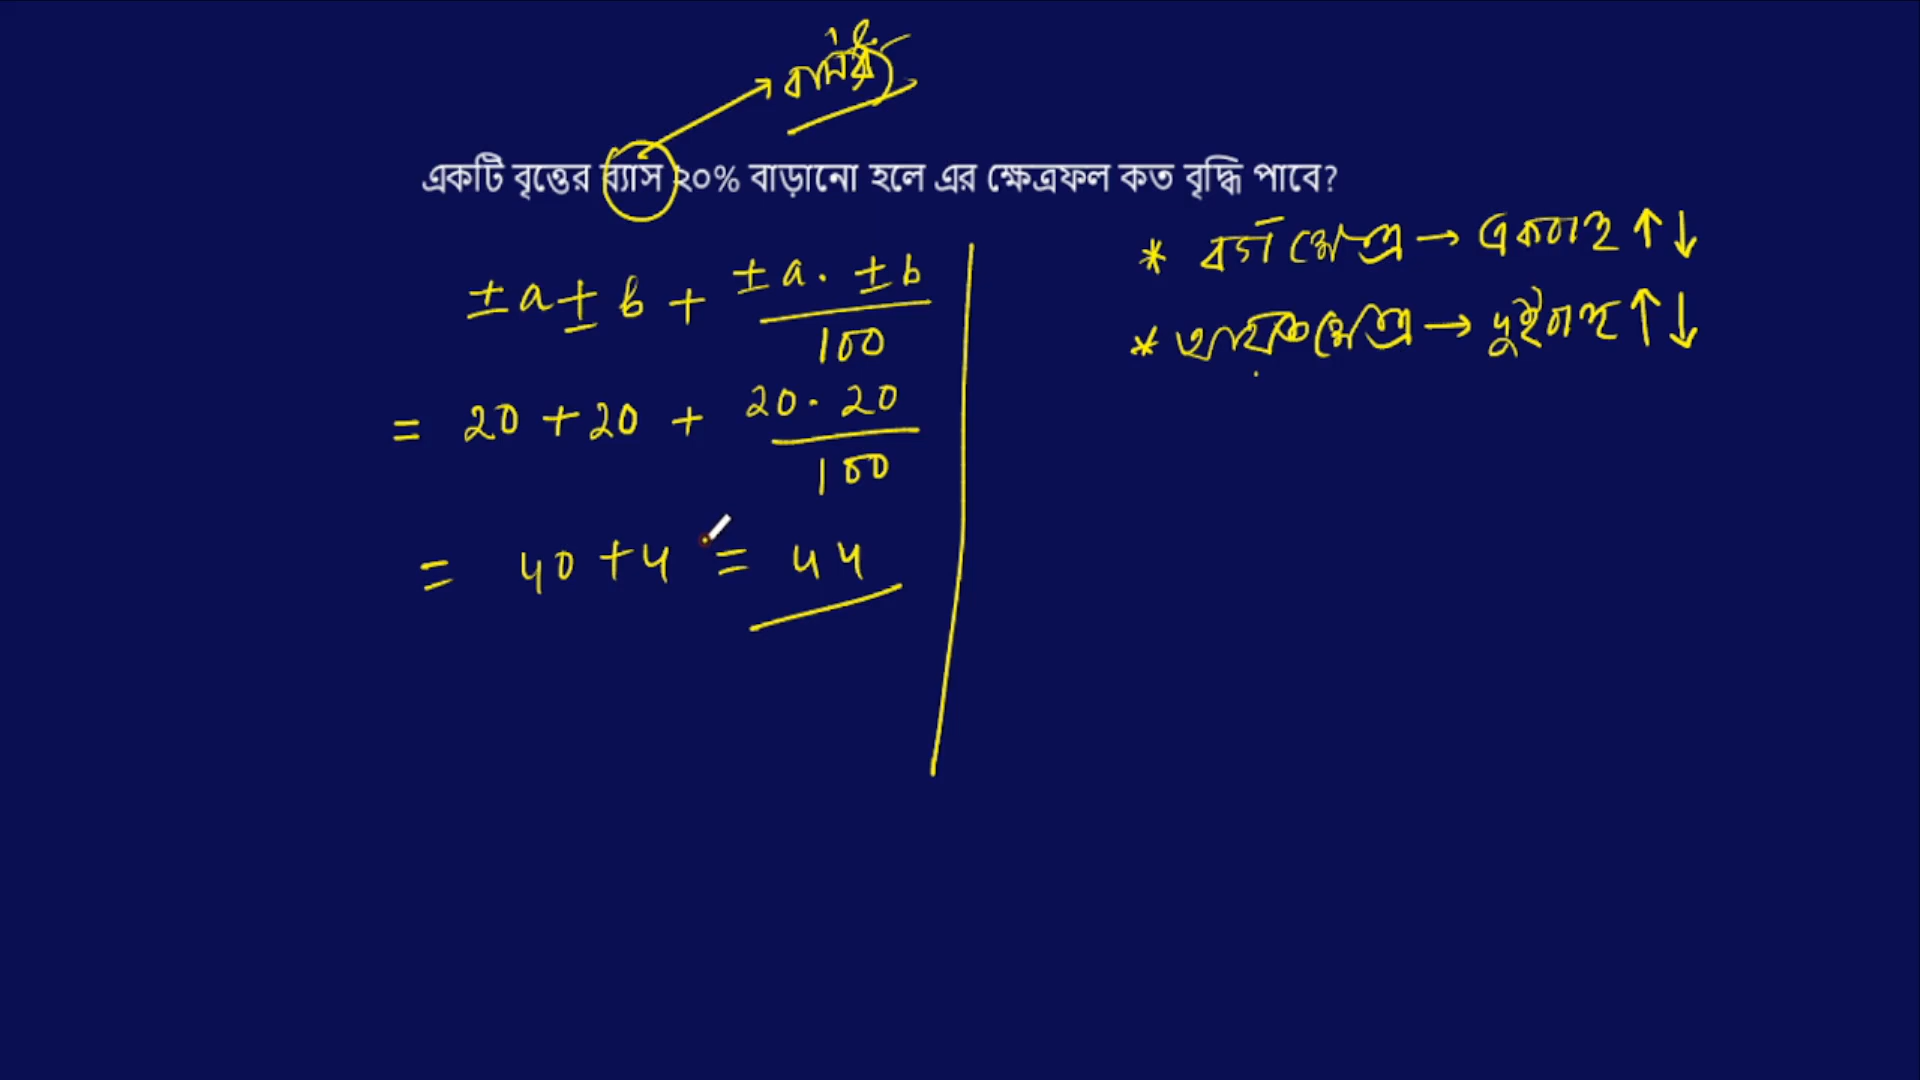 একটি বৃত্তের ব্যাস ২০% বাড়ানো হলে এর ক্ষেত্রফল কত বৃদ্ধি পাবে?
± a ± b + ± a . ± b / 100
= 20 + 20 + 20 . 20 / 100
= 40 + 4 = 44
* বর্গক্ষেত্র → একবাহু ↑ ↓
* আয়তক্ষেত্র → দুইবাহু ↑ ↓